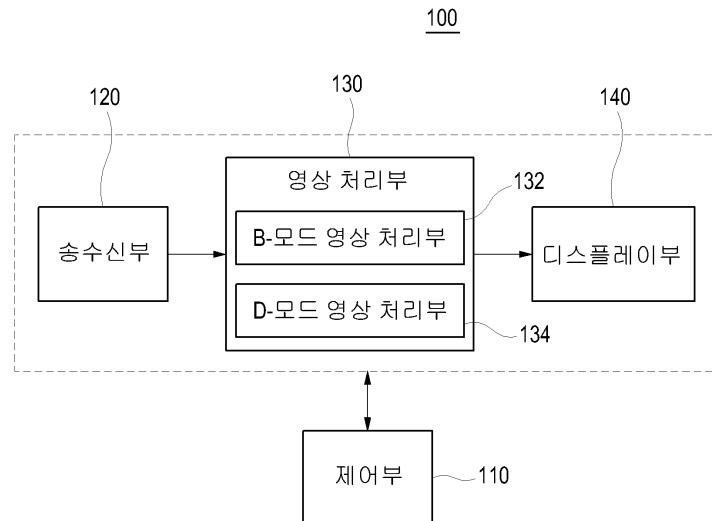 100
120
130
140
영상 처리부
132
송수신부
B-모드 영상 처리부
디스플레이부
D-모드 영상 처리부
134
제어부
110